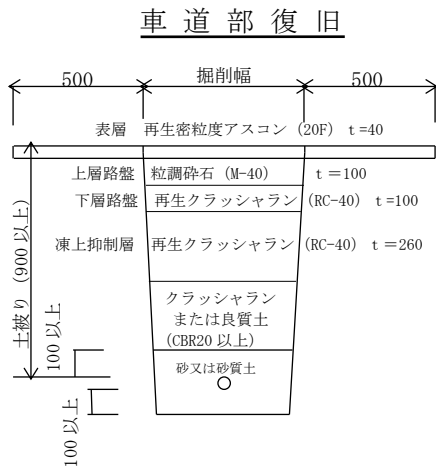 車道部復旧
500 掘削幅 500
表層 再生密粒度アスコン (20F) t=40
上層路盤 粒調砕石 (M-40) t＝100
下層路盤 再生クラッシャラン (RC-40) t=100
凍上抑制層 再生クラッシャラン (RC-40) t＝260
土被り (900 以上)
クラッシャラン
または良質土
(CBR20 以上)
100 以上
砂又は砂質土
100 以上